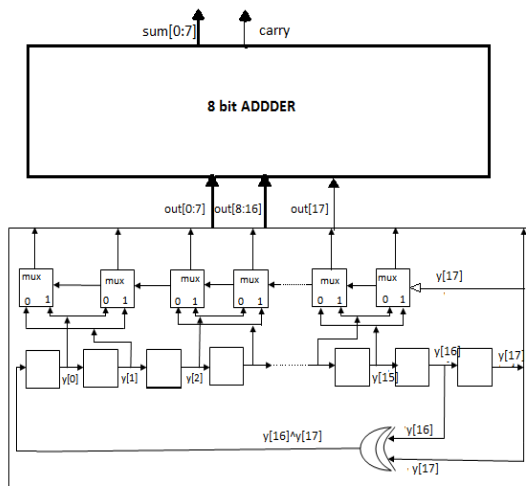 sum[0:7] carry
8 bit ADDDER
out[0:7] out[8:16] out[17]
mux mux mux mux mux mux y[17]
0 1 0 1 0 1 0 1 0 1 0 1
y[0] y[1] y[2] y[15] y[16] y[17]
y[16]^y[17] y[16]
y[17]